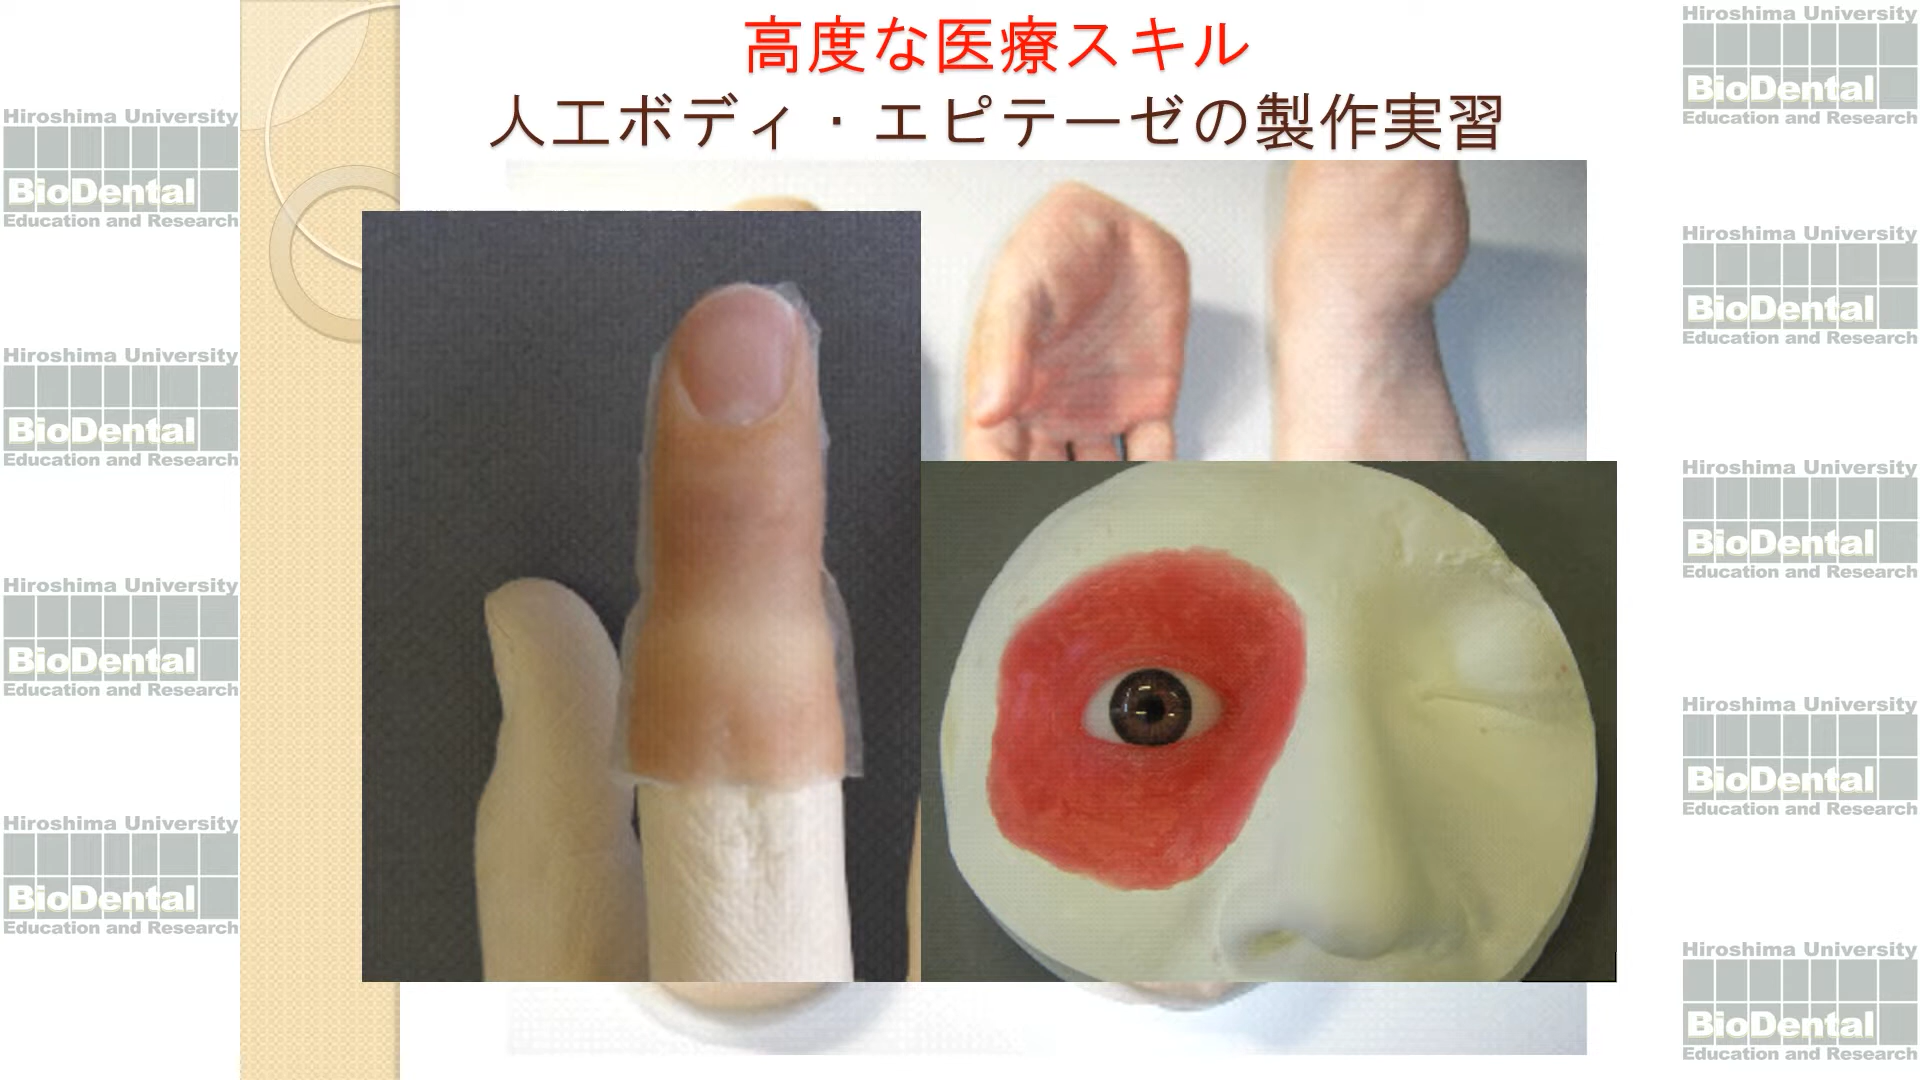 高度な医療スキル
人工ボディ・エピテーゼの製作実習
Hiroshima University
BioDental
Education and Research
Hiroshima University
BioDental
Education and Research
Hiroshima University
BioDental
Education and Research
Hiroshima University
BioDental
Education and Research
Hiroshima University
BioDental
Education and Research
Hiroshima University
BioDental
Education and Research
Hiroshima University
BioDental
Education and Research
Hiroshima University
BioDental
Education and Research
Hiroshima University
BioDental
Education and Research